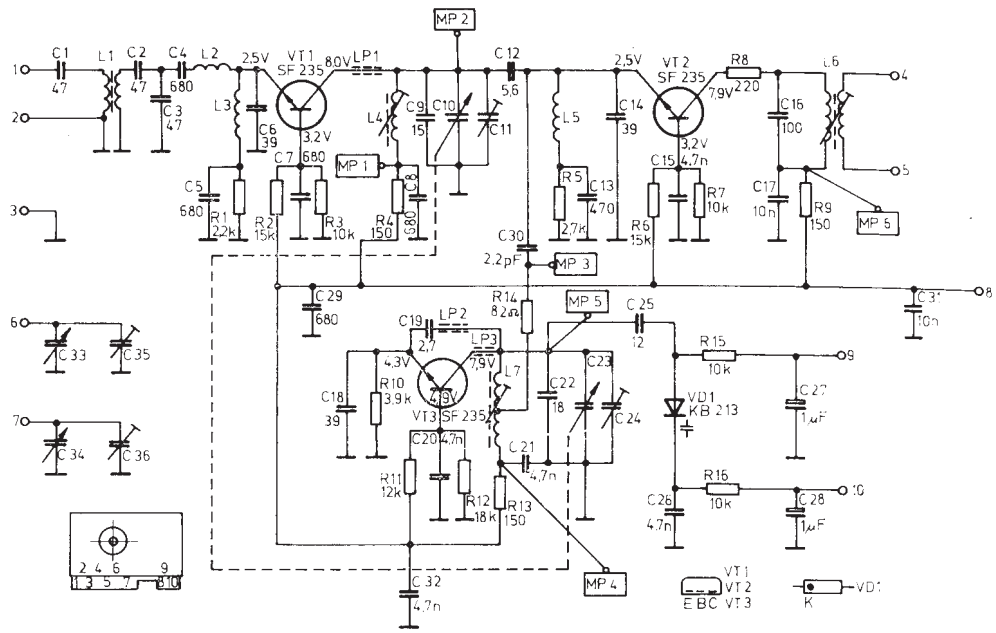 MP 2
C1 47
L1
C2 47
C4 680
L2
2,5V
VT1 SF 235
8,0V
LP1
C12 5,6
2,5V
VT2 SF 235
7,9V
R8 220
L6
1
2
3
4
5
C3 47
L3
C6 39
3,2V
L4
C9 15
C10
C11
L5
C14 39
3,2V
C16 100
MP 1
C5 680
R1 2,2k
R2 15k
C7 680
R3 10k
R4 150
C8 680
R5 2,7k
C13 470
R6 15k
C15 4,7n
R7 10k
C17 10n
R9 150
MP 6
C30 2,2pF
MP 3
C29 680
R14 82Ω
MP 5
C25 12
C31 10n
8
6
C33
C35
C19 2,7
LP2
LP3
4,3V
7,9V
R15 10k
9
C18 39
R10 3,9k
4,9V
VT3 SF 235
L7
C22 18
C23
C24
VD1 KB 213
C27 1µF
7
C34
C36
C20 4,7n
C21 4,7n
R11 12k
R12 18k
R13 150
R16 10k
10
C26 4,7n
C28 1µF
2 4 6 9
1 3 5 7 8 10
C32 4,7n
MP 4
VT1
VT2
EBC VT3
VD1
K